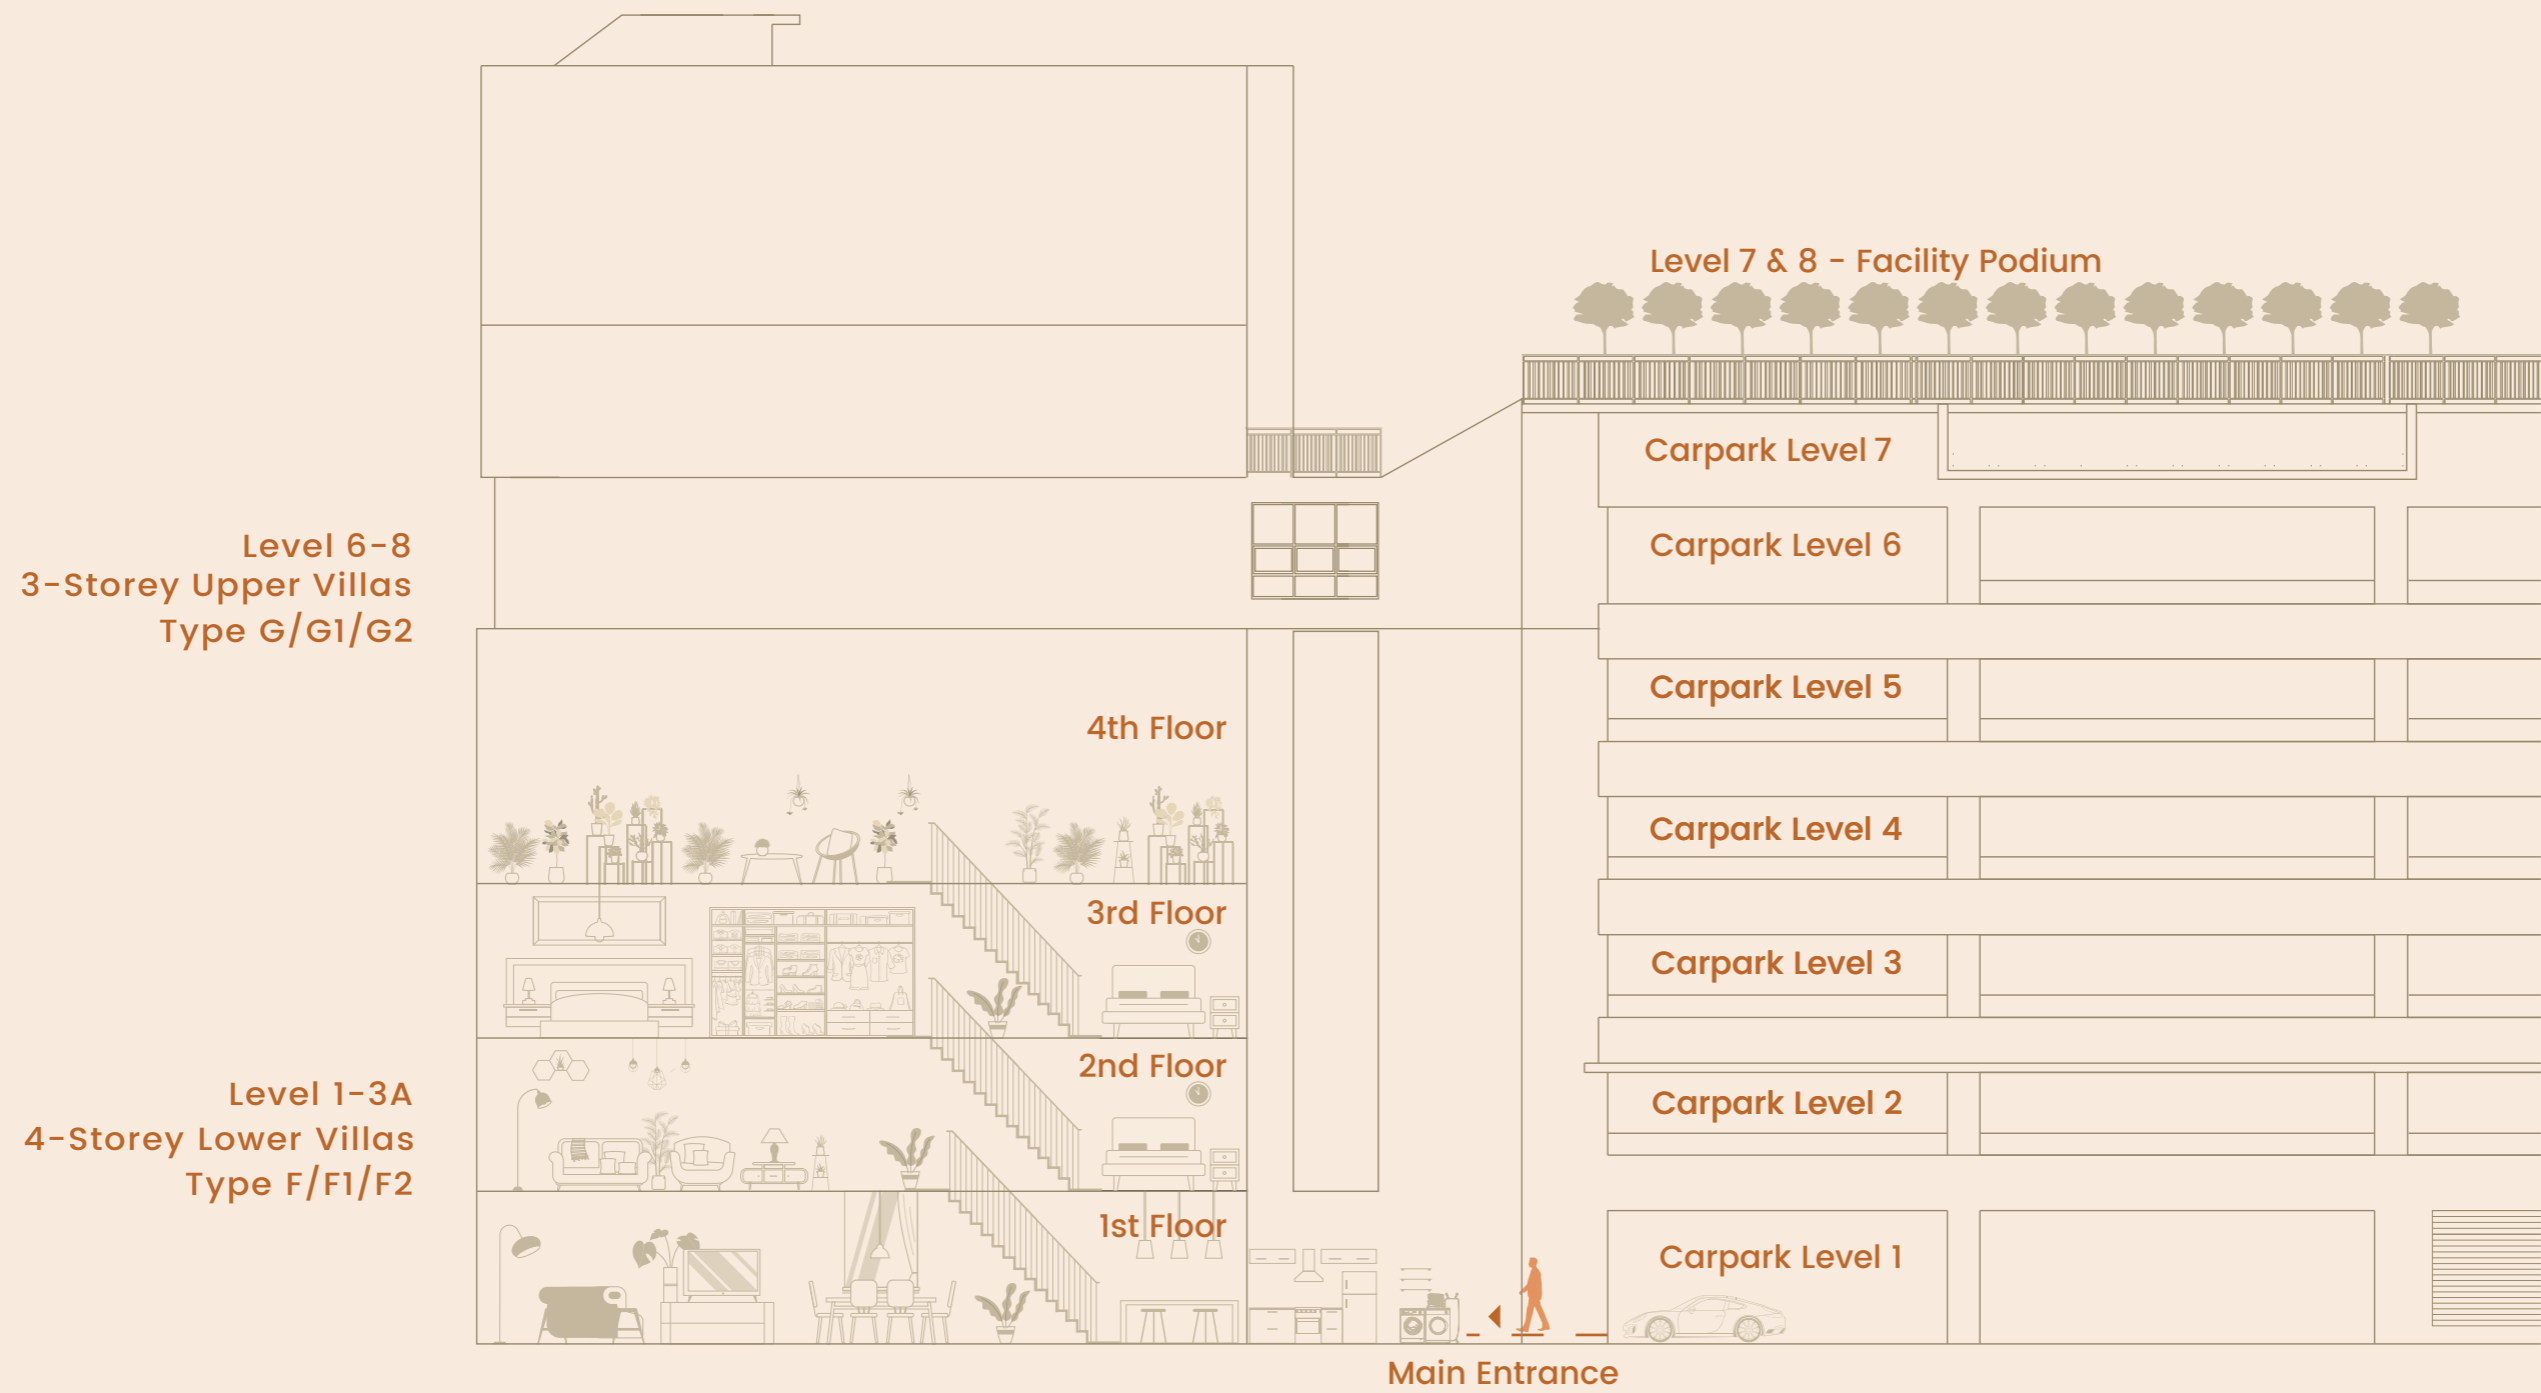 Level 7 & 8 - Facility Podium
Carpark Level 7
Level 6-8
3-Storey Upper Villas
Type G/G1/G2
Carpark Level 6
Carpark Level 5
4th Floor
Carpark Level 4
3rd Floor
Carpark Level 3
2nd Floor
Level 1-3A
4-Storey Lower Villas
Type F/F1/F2
Carpark Level 2
1st Floor
Carpark Level 1
Main Entrance